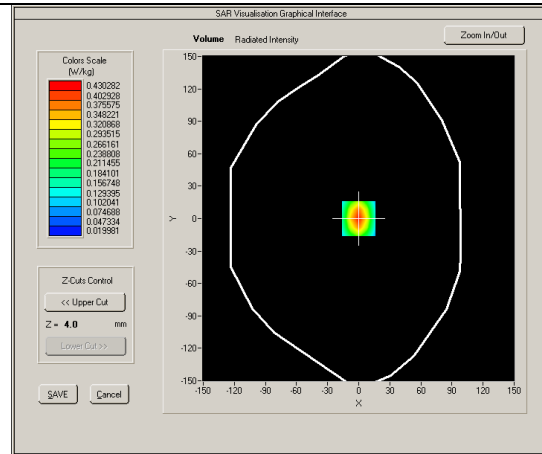 SAR Visualisation Graphical Interface
Volume Radiated Intensity
Zoom In/Out
Colors Scale
(W/kg)
0.430282
0.402928
0.375575
0.348221
0.320868
0.293515
0.266161
0.238808
0.211455
0.184101
0.156748
0.129395
0.102041
0.074688
0.047334
0.019981
Z-Cuts Control
<< Upper Cut
Z = 4.0 mm
Lower Cut >>
SAVE Cancel
150
120
90
60
30
0
-30
-60
-90
-120
-150
Y
-150 -120 -90 -60 -30 0 30 60 90 120 150
X